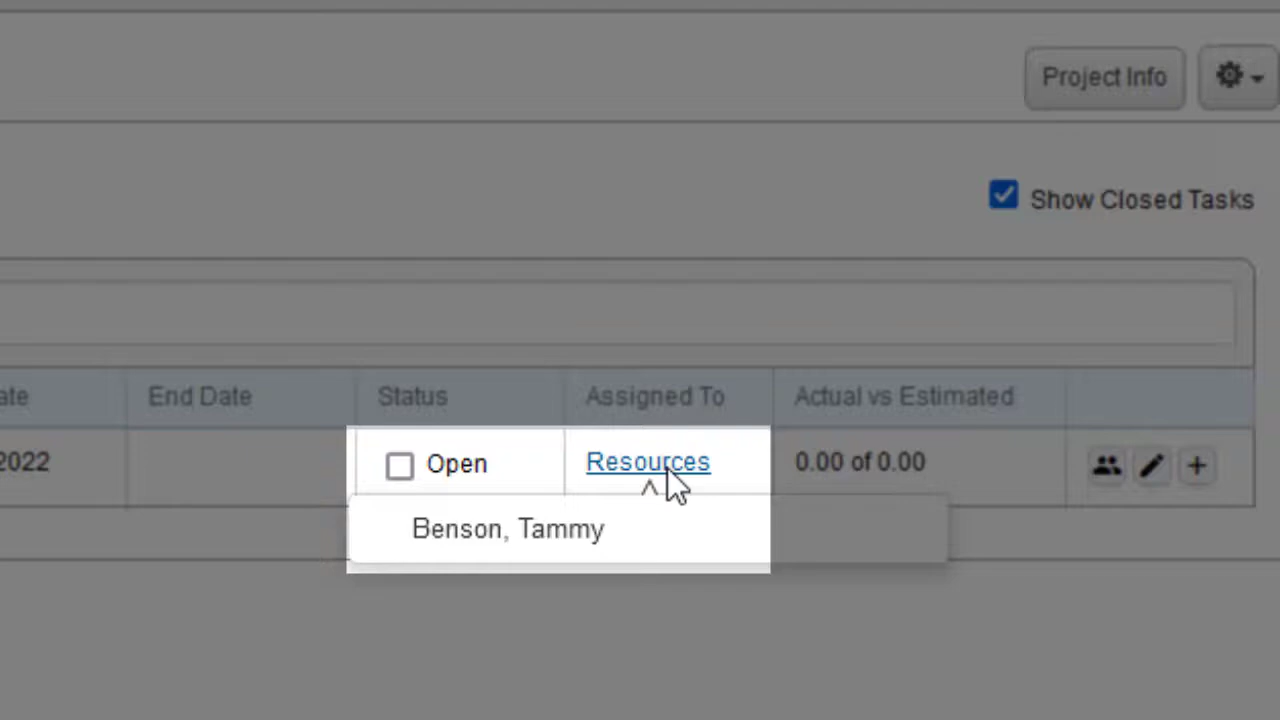 Project Info
Show Closed Tasks
ate End Date Status Assigned To Actual vs Estimated
2022 Open Resources 0.00 of 0.00
Benson, Tammy